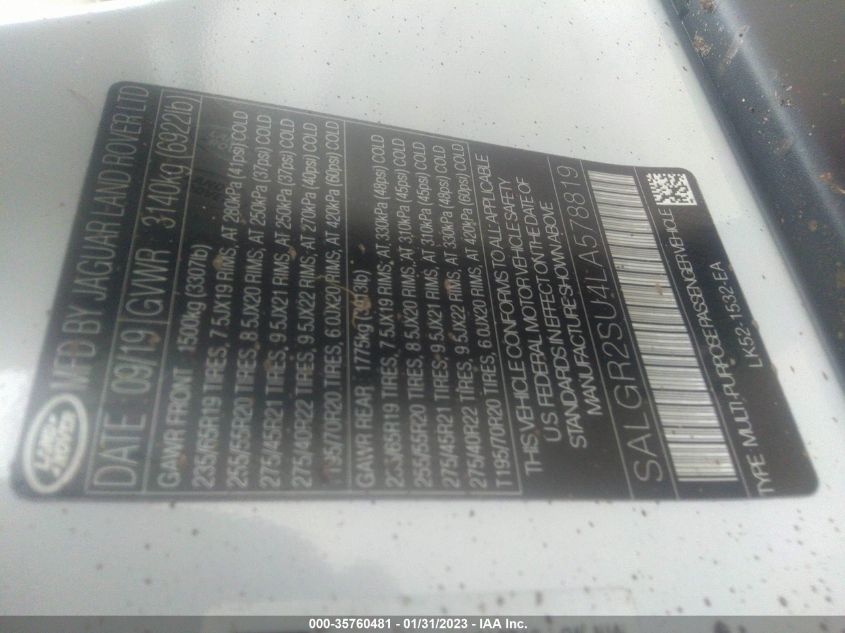 LAND ROVER
MFD BY JAGUAR LAND ROVER LTD
DATE 09/19 GVWR 3140kg (6922lb)
GAWR FRONT 1500kg (3307lb)
235/65R19 TIRES, 7.5JX19 RIMS, AT 280kPa (41psi) COLD
255/55R20 TIRES, 8.5JX20 RIMS, AT 250kPa (37psi) COLD
275/45R21 TIRES, 9.5JX21 RIMS, AT 250kPa (37psi) COLD
275/40R22 TIRES, 9.5JX22 RIMS, AT 270kPa (40psi) COLD
T195/70R20 TIRES, 6.0JX20 RIMS, AT 420kPa (60psi) COLD
GAWR REAR 1775kg (3913lb)
235/65R19 TIRES, 7.5JX19 RIMS, AT 330kPa (48psi) COLD
255/55R20 TIRES, 8.5JX20 RIMS, AT 310kPa (45psi) COLD
275/45R21 TIRES, 9.5JX21 RIMS, AT 310kPa (45psi) COLD
275/40R22 TIRES, 9.5JX22 RIMS, AT 330kPa (48psi) COLD
T195/70R20 TIRES, 6.0JX20 RIMS, AT 420kPa (60psi) COLD
THIS VEHICLE CONFORMS TO ALL APPLICABLE
U.S. FEDERAL MOTOR VEHICLE SAFETY
STANDARDS IN EFFECT ON THE DATE OF
MANUFACTURE SHOWN ABOVE
SALGR2SU4LA578819
TYPE: MULTI-PURPOSE PASSENGER VEHICLE
LK52-11532-EA
000-35760481 - 01/31/2023 - IAA Inc.